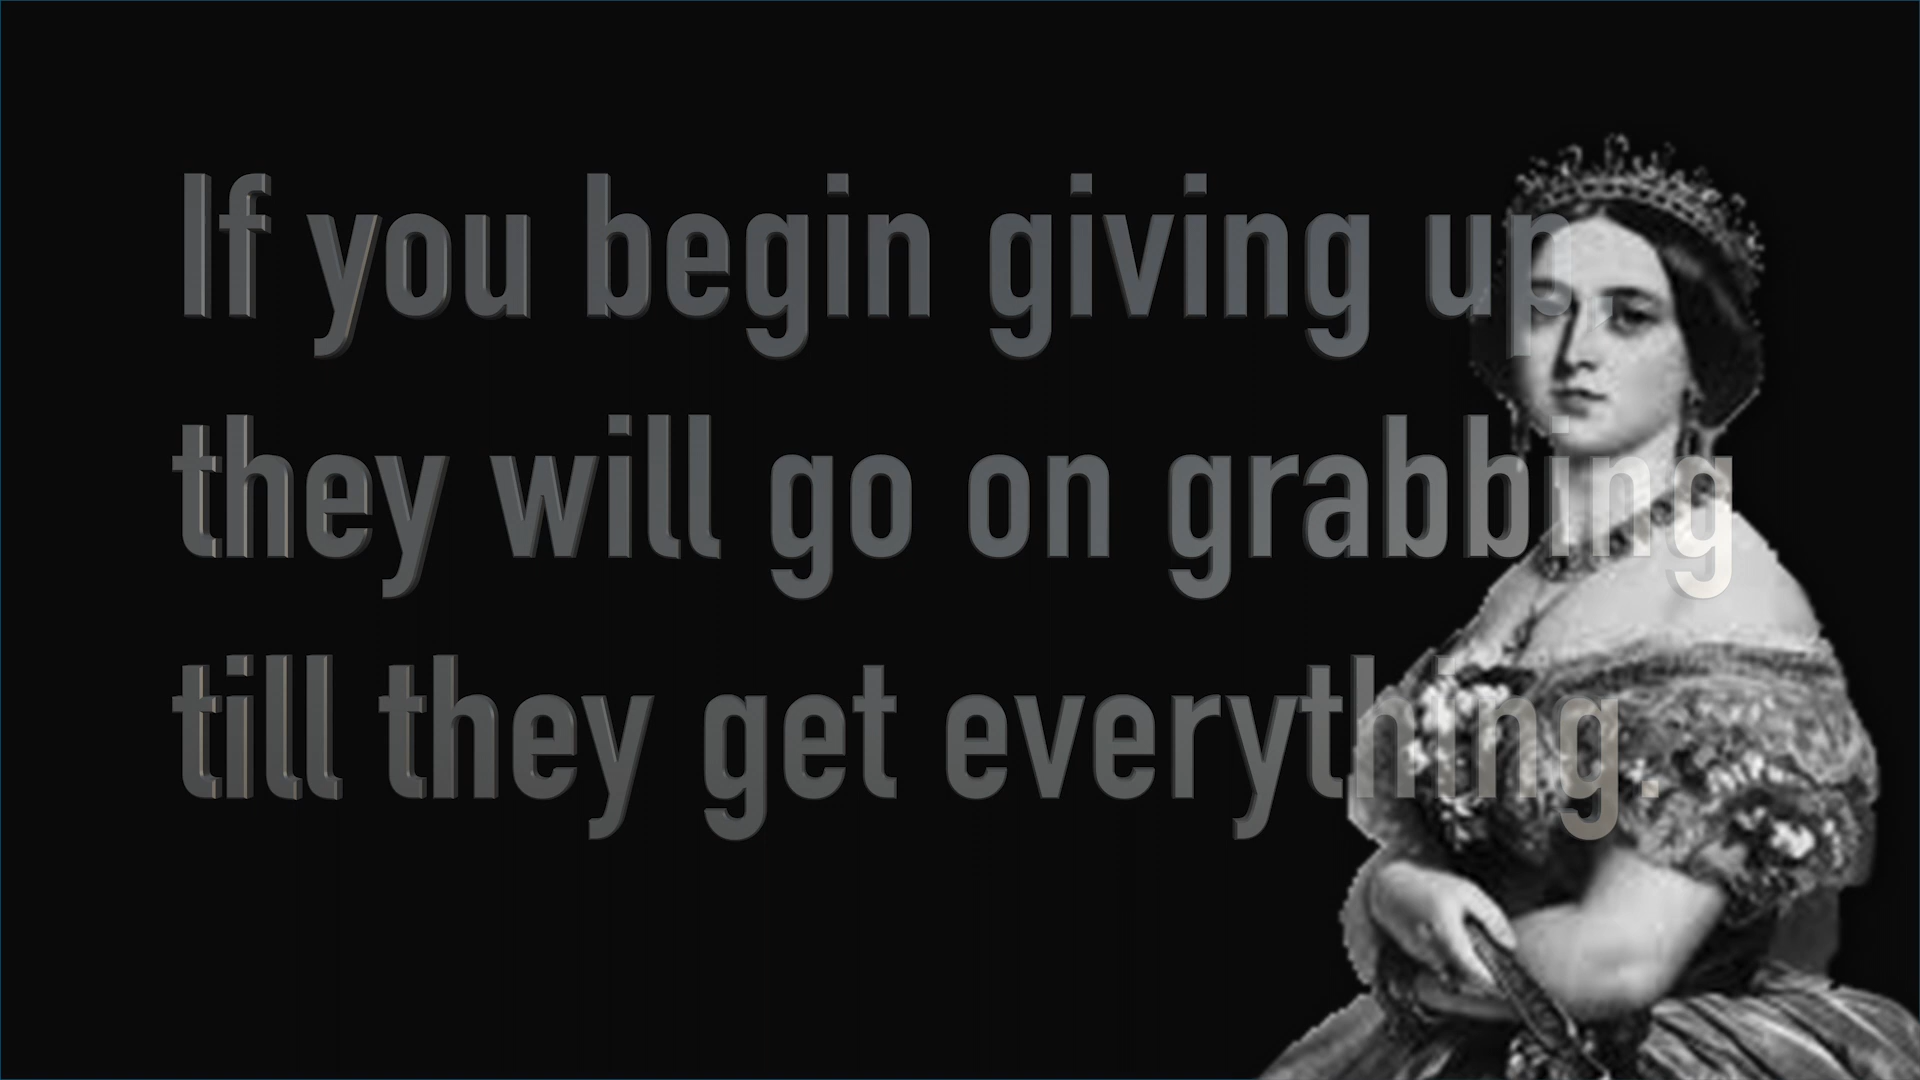 If you begin giving up,
they will go on grabbing
till they get everything.